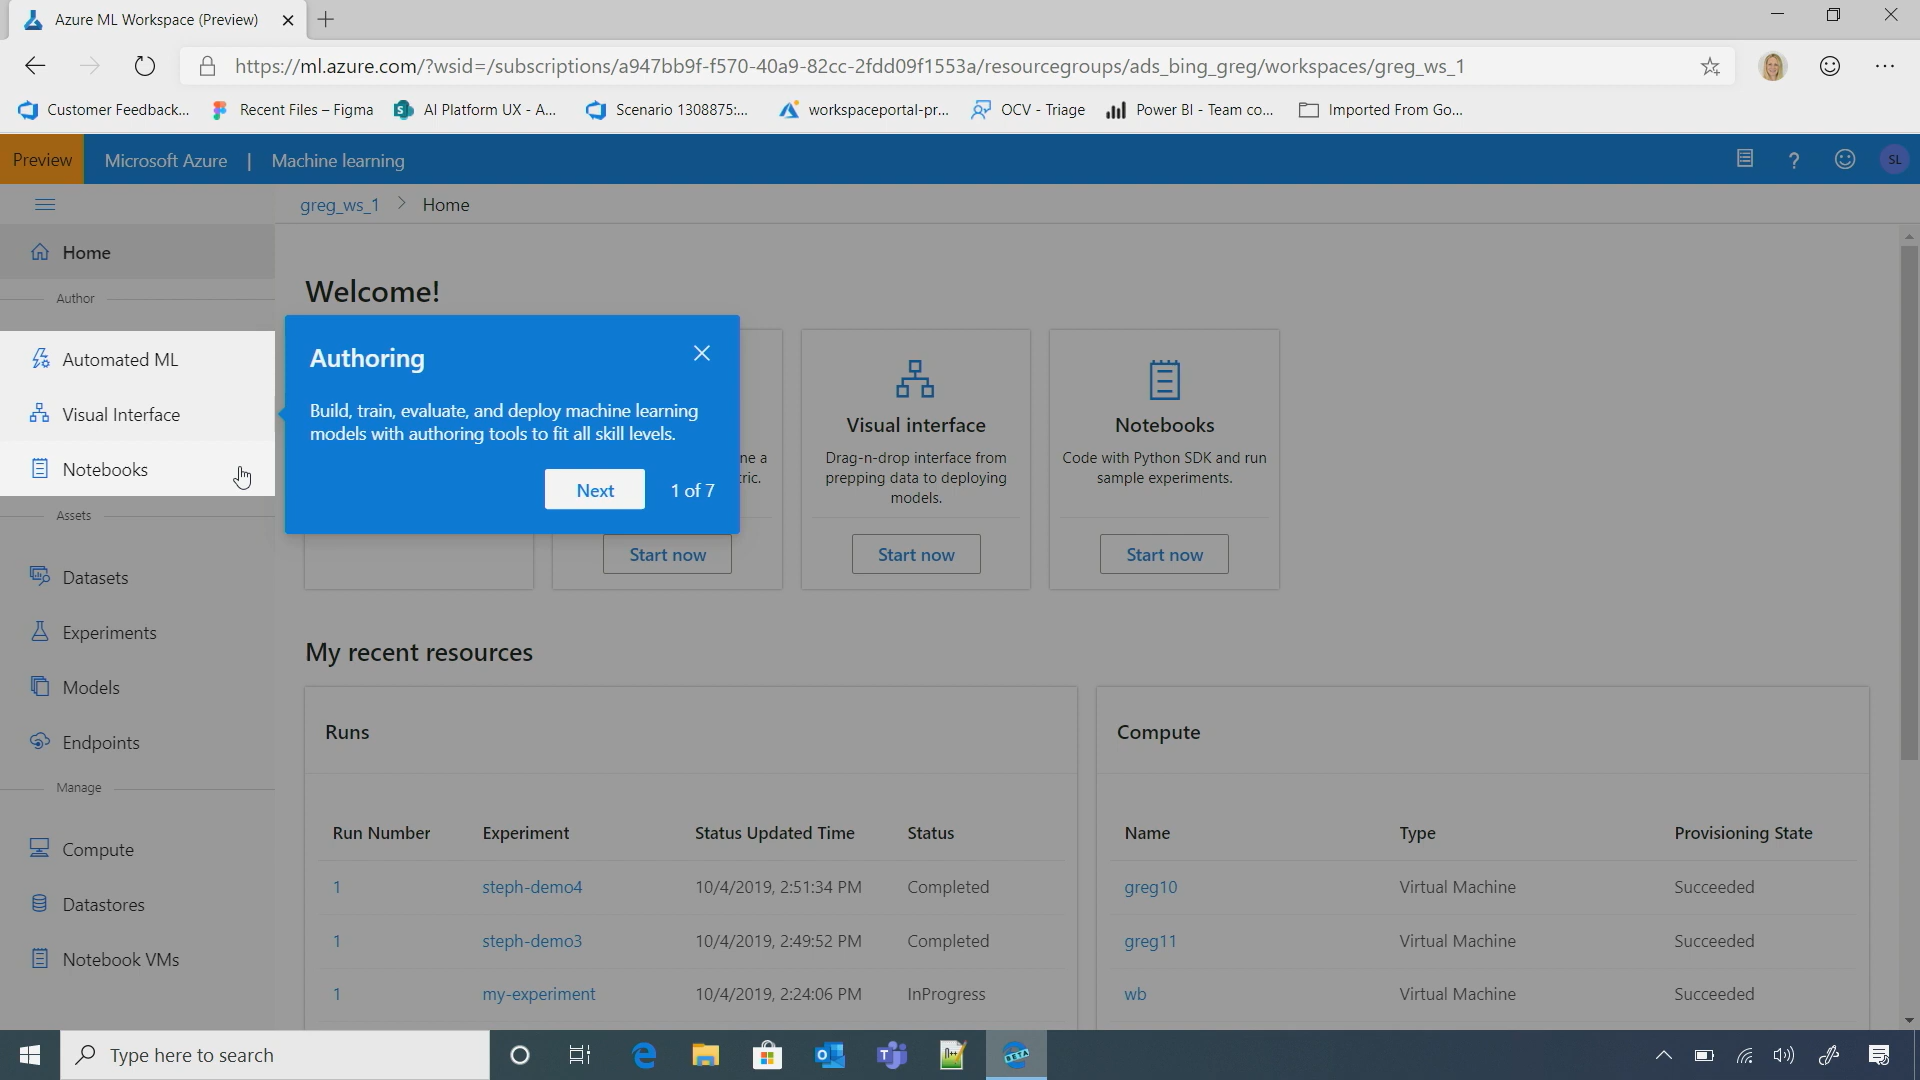 Azure ML Workspace (Preview)
https://ml.azure.com/?wsid=/subscriptions/a947bb9f-f570-40a9-82cc-2fdd09f1553a/resourcegroups/ads_bing_greg/workspaces/greg_ws_1
Customer Feedback...
Recent Files – Figma
AI Platform UX - A...
Scenario 1308875:...
workspaceportal-pr...
OCV - Triage
Power BI - Team co...
Imported From Go...
Preview
Microsoft Azure | Machine learning
?
SL
greg_ws_1 > Home
Home
Author
Automated ML
Visual Interface
Notebooks
Assets
Datasets
Experiments
Models
Endpoints
Manage
Compute
Datastores
Notebook VMs
Welcome!
Authoring
Build, train, evaluate, and deploy machine learning
models with authoring tools to fit all skill levels.
Next
1 of 7
ne a
ric.
Start now
Visual interface
Drag-n-drop interface from
prepping data to deploying
models.
Start now
Notebooks
Code with Python SDK and run
sample experiments.
Start now
My recent resources
Runs
Run Number Experiment Status Updated Time Status
1 steph-demo4 10/4/2019, 2:51:34 PM Completed
1 steph-demo3 10/4/2019, 2:49:52 PM Completed
1 my-experiment 10/4/2019, 2:24:06 PM InProgress
Compute
Name Type Provisioning State
greg10 Virtual Machine Succeeded
greg11 Virtual Machine Succeeded
wb Virtual Machine Succeeded
Type here to search
BETA